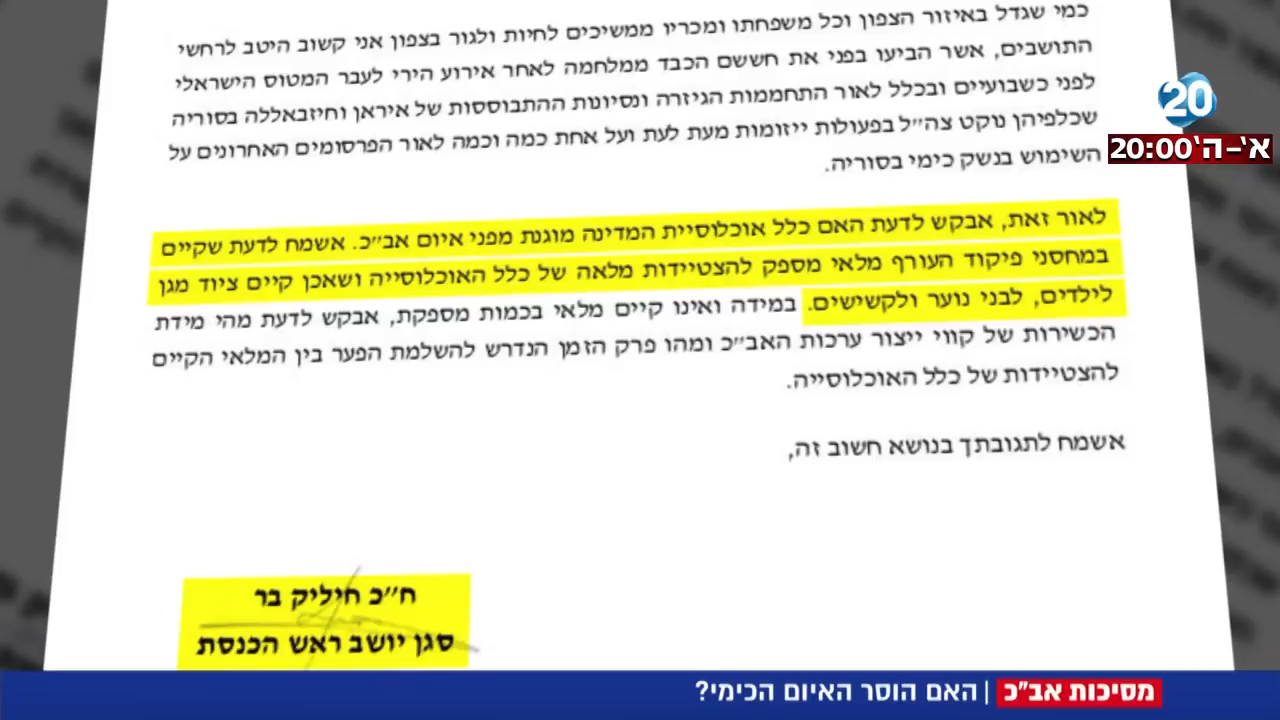 כמי שגדל באיזור הצפון וכל משפחתו ומכריו ממשיכים לחיות ולגור בצפון אני קשוב היטב לרחשי
התושבים, אשר הביעו בפני את חששם הכבד ממלחמה לאחר אירוע הירי לעבר המטוס הישראלי
לפני כשבועיים ובכלל לאור התחממות הגיזרה ונסיונות ההתבוססות של איראן וחיזבאללה בסוריה
שכלפיהן נוקט צה״ל בפעולות ייזומות מעת לעת ועל אחת כמה וכמה לאור הפרסומים האחרונים על
השימוש בנשק כימי בסוריה.
לאור זאת, אבקש לדעת האם כלל אוכלוסיית המדינה מוגנת מפני איום אב״כ. אשמח לדעת שקיים
במחסני פיקוד העורף מלאי מספק להצטיידות מלאה של כלל האוכלוסייה ושאכן קיים ציוד מגן
לילדים, לבני נוער ולקשישים. במידה ואינו קיים מלאי בכמות מספקת, אבקש לדעת מהי מידת
הכשירות של קווי ייצור ערכות האב״כ ומהו פרק הזמן הנדרש להשלמת הפער בין המלאי הקיים
להצטיידות של כלל האוכלוסייה.
אשמח לתגובתך בנושא חשוב זה,
ח״כ חיליק בר
סגן יושב ראש הכנסת
20
א'-ה' 20:00
מסיכות אב"כ | האם הוסר האיום הכימי?